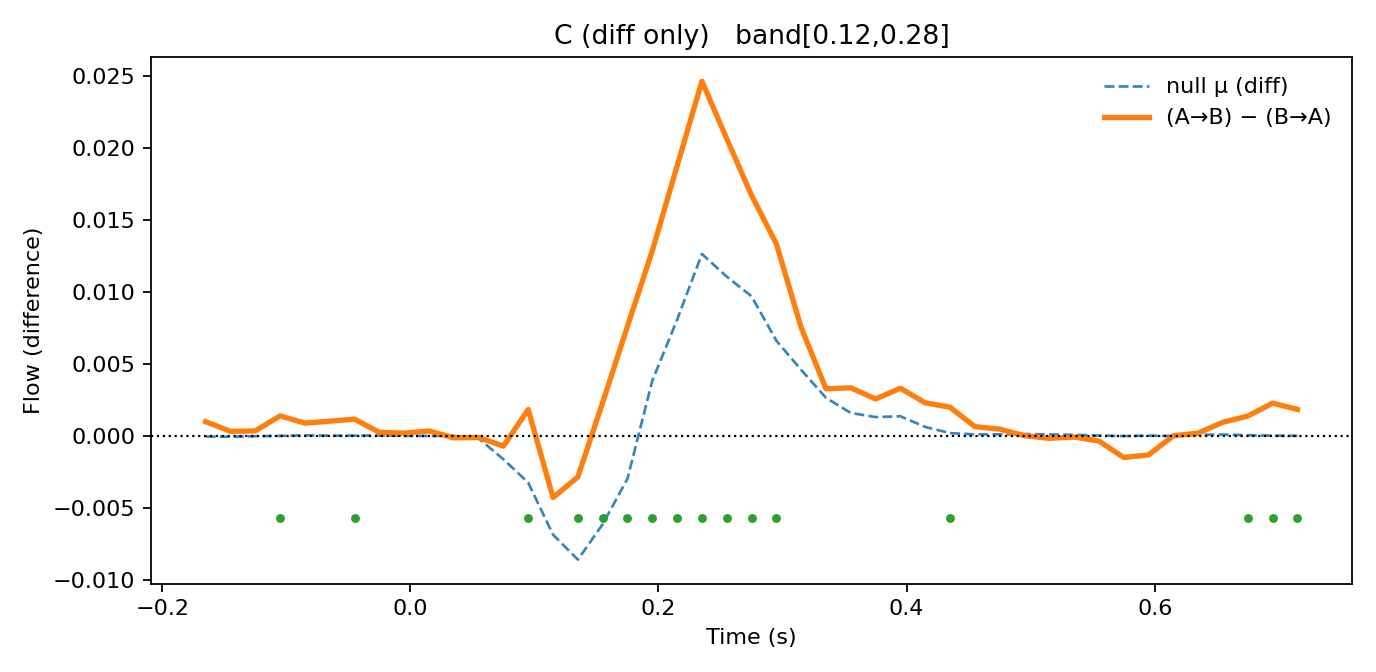 C (diff only)   band[0.12,0.28]
null μ (diff)
(A→B) − (B→A)
Flow (difference)
0.025
0.020
0.015
0.010
0.005
0.000
−0.005
−0.010
−0.2
0.0
0.2
0.4
0.6
Time (s)